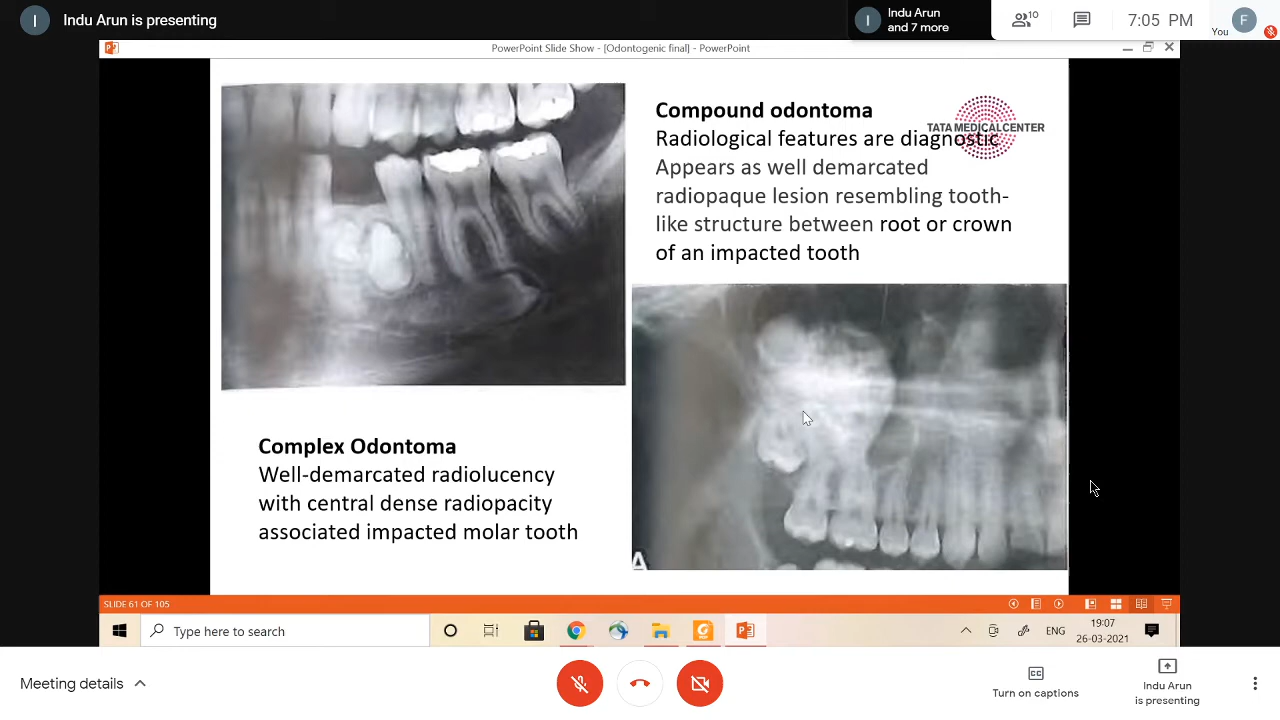 I
Indu Arun is presenting
I
Indu Arun
and 7 more
10
7:05 PM
F
You
PowerPoint Slide Show - [Odontogenic final] - PowerPoint
Compound odontoma
TATA MEDICAL CENTER
Radiological features are diagnostic
Appears as well demarcated
radiopaque lesion resembling tooth-
like structure between root or crown
of an impacted tooth
Complex Odontoma
Well-demarcated radiolucency
with central dense radiopacity
associated impacted molar tooth
A
SLIDE 61 OF 105
Type here to search
ENG
19:07
26-03-2021
Meeting details
CC
Turn on captions
Indu Arun
is presenting